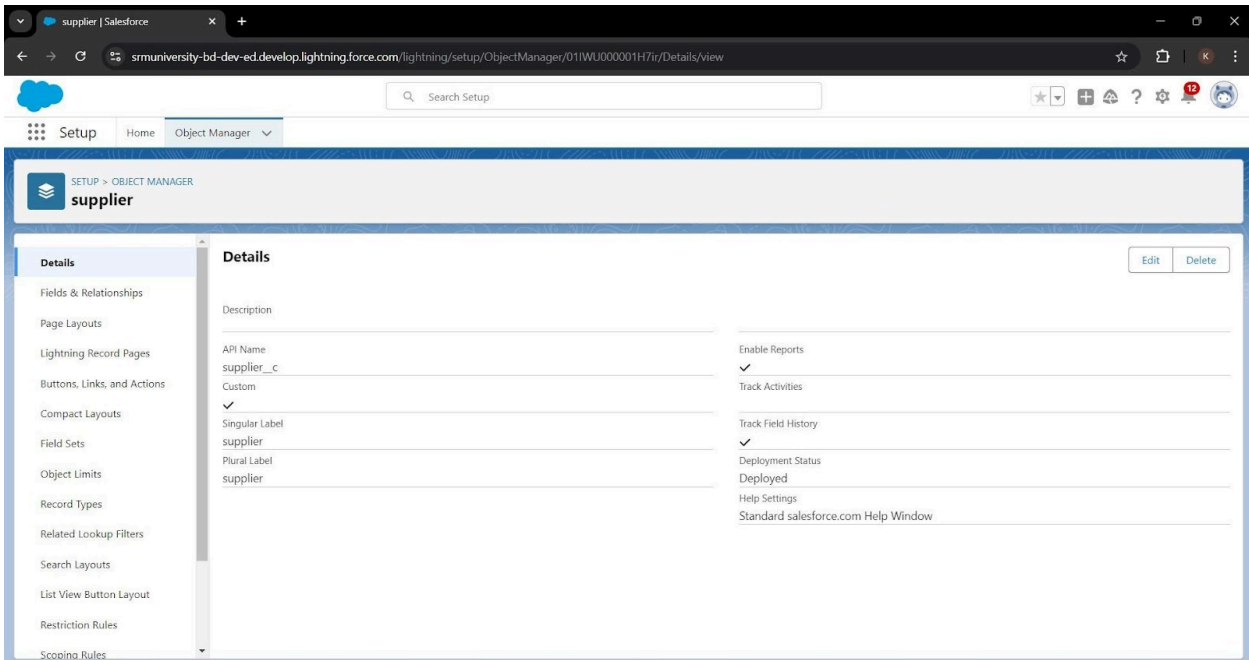 supplier | Salesforce
srmuniversity-bd-dev-ed.develop.lightning.force.com/lightning/setup/ObjectManager/01IWU000001H7ir/Details/view
K
Search Setup
12
Setup
Home
Object Manager
SETUP > OBJECT MANAGER
supplier
Details
Fields & Relationships
Page Layouts
Lightning Record Pages
Buttons, Links, and Actions
Compact Layouts
Field Sets
Object Limits
Record Types
Related Lookup Filters
Search Layouts
List View Button Layout
Restriction Rules
Scoping Rules
Details
Edit
Delete
Description
API Name
supplier__c
Custom
Singular Label
supplier
Plural Label
supplier
Enable Reports
Track Activities
Track Field History
Deployment Status
Deployed
Help Settings
Standard salesforce.com Help Window